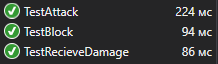 TestAttack 224 мс
TestBlock 94 мс
TestRecieveDamage 86 мс